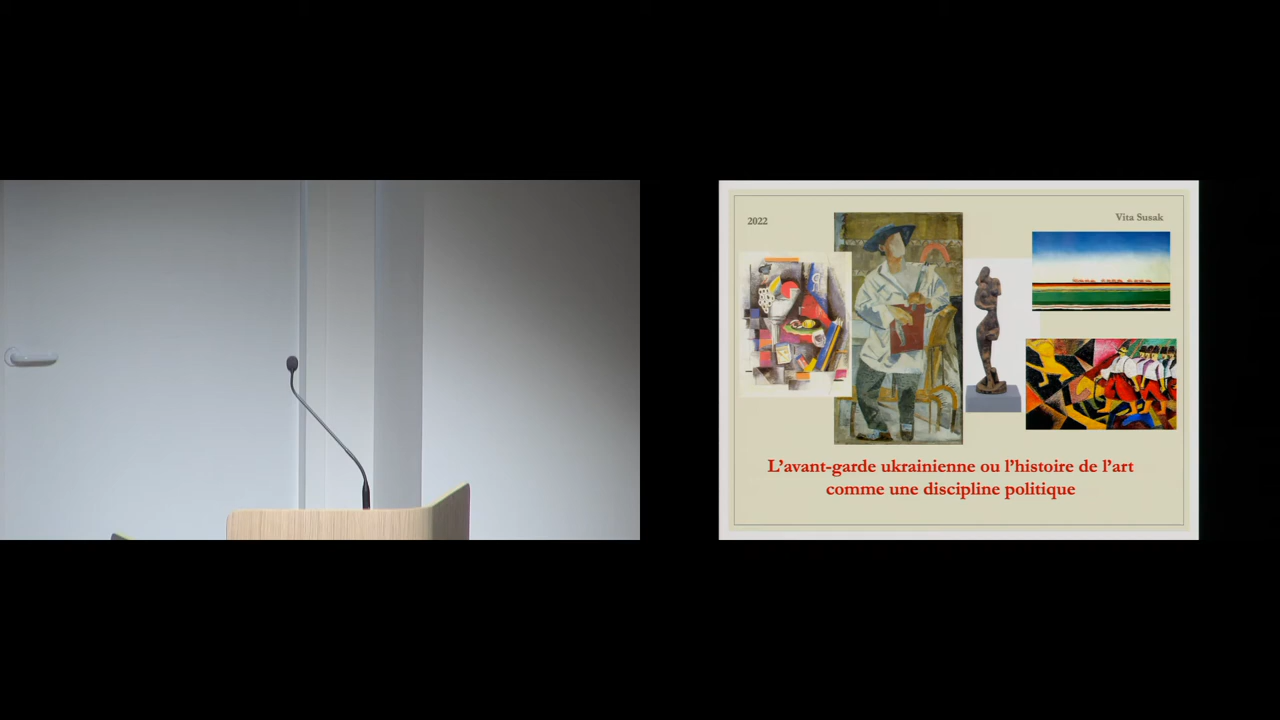 2022
Vita Susak
L'avant-garde ukrainienne ou l'histoire de l'art
comme une discipline politique